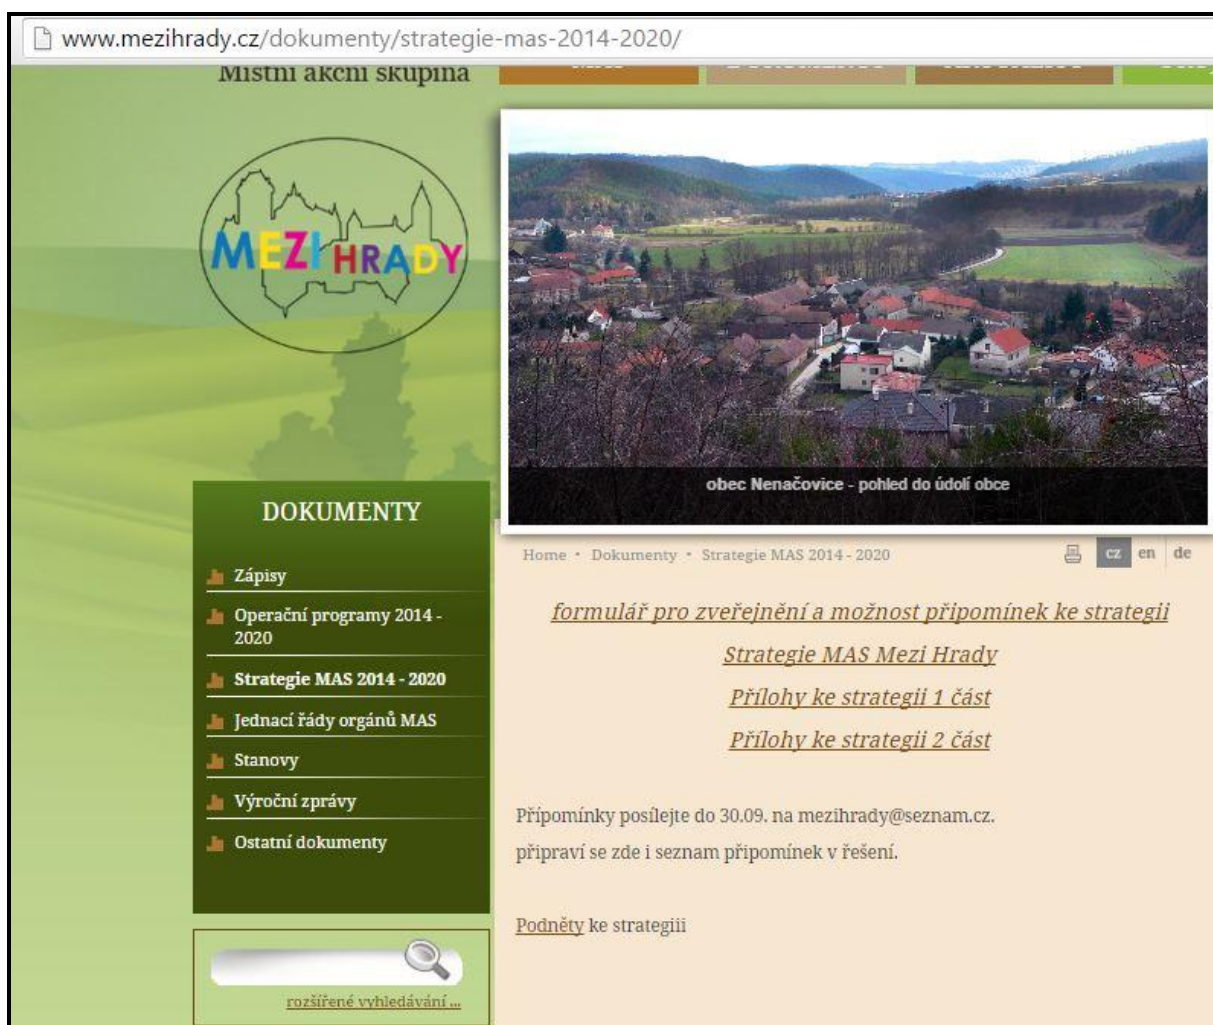 www.mezihrady.cz/dokumenty/strategie-mas-2014-2020/
Místní akční skupina
MEZI HRADY
obec Nenačovice - pohled do údolí obce
DOKUMENTY
Zápisy
Operační programy 2014 -
2020
Strategie MAS 2014 - 2020
Jednací řády orgánů MAS
Stanovy
Výroční zprávy
Ostatní dokumenty
rozšířené vyhledávání ...
Home • Dokumenty • Strategie MAS 2014 - 2020
cz en de
formulář pro zveřejnění a možnost připomínek ke strategii
Strategie MAS Mezi Hrady
Přílohy ke strategii 1 část
Přílohy ke strategii 2 část
Přípomínky posílejte do 30.09. na mezihrady@seznam.cz.
připraví se zde i seznam připomínek v řešení.
Podněty ke strategiii